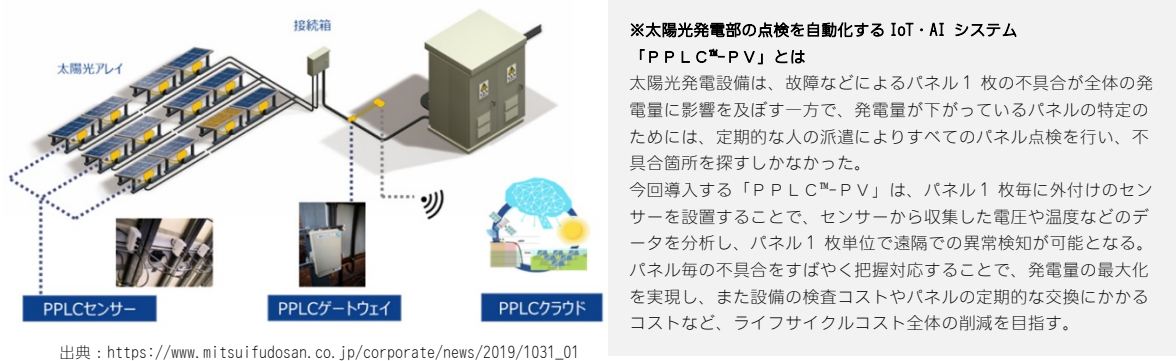 接続箱
太陽光アレイ
PPLCセンサー
PPLCゲートウェイ
PPLCクラウド
出典：https://www.mitsuifudosan.co.jp/corporate/news/2019/1031_01
※太陽光発電部の点検を自動化する IoT・AI システム
「ＰＰＬＣ™-ＰＶ」とは
太陽光発電設備は、故障などによるパネル１枚の不具合が全体の発
電量に影響を及ぼす一方で、発電量が下がっているパネルの特定の
ためには、定期的な人の派遣によりすべてのパネル点検を行い、不
具合箇所を探すしかなかった。
今回導入する「ＰＰＬＣ™-ＰＶ」は、パネル１枚毎に外付けのセン
サーを設置することで、センサーから収集した電圧や温度などのデ
ータを分析し、パネル１枚単位で遠隔での異常検知が可能となる。
パネル毎の不具合をすばやく把握対応することで、発電量の最大化
を実現し、また設備の検査コストやパネルの定期的な交換にかかる
コストなど、ライフサイクルコスト全体の削減を目指す。